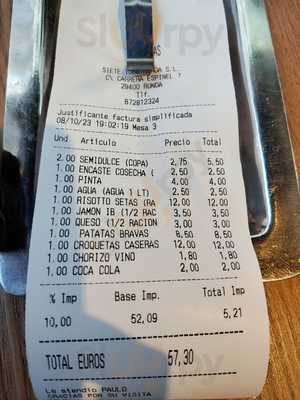 AS
SIETE
S.L.
C\ CARRERA ESPINEL 7
29400 RONDA
Tlf.
672812324
Justificante factura simplificada
08/10/23 19:02:19 Mesa 3
Und Artículo Precio Total
2.00 SEMIDULCE (COPA) 2,75 5,50
1.00 ENCASTE COSECHA ( 2,50 2,50
1.00 PINTA 4,00 4,00
1.00 AGUA (AGUA 1 LT) 2,50 2,50
1.00 RISOTTO SETAS (RA 12,00 12,00
1.00 JAMON IB (1/2 RAC 3,50 3,50
1.00 QUESO (1/2 RACION 3,00 3,00
1.00 PATATAS BRAVAS 8,50 8,50
1.00 CROQUETAS CASERAS 12,00 12,00
1.00 CHORIZO VINO 1,80 1,80
1.00 COCA COLA 2,00 2,00
% Imp Base Imp. Total Imp
10,00 52,09 5,21
TOTAL EUROS 57,30
Le atendio PAULO
GRACIAS POR SU VISITA